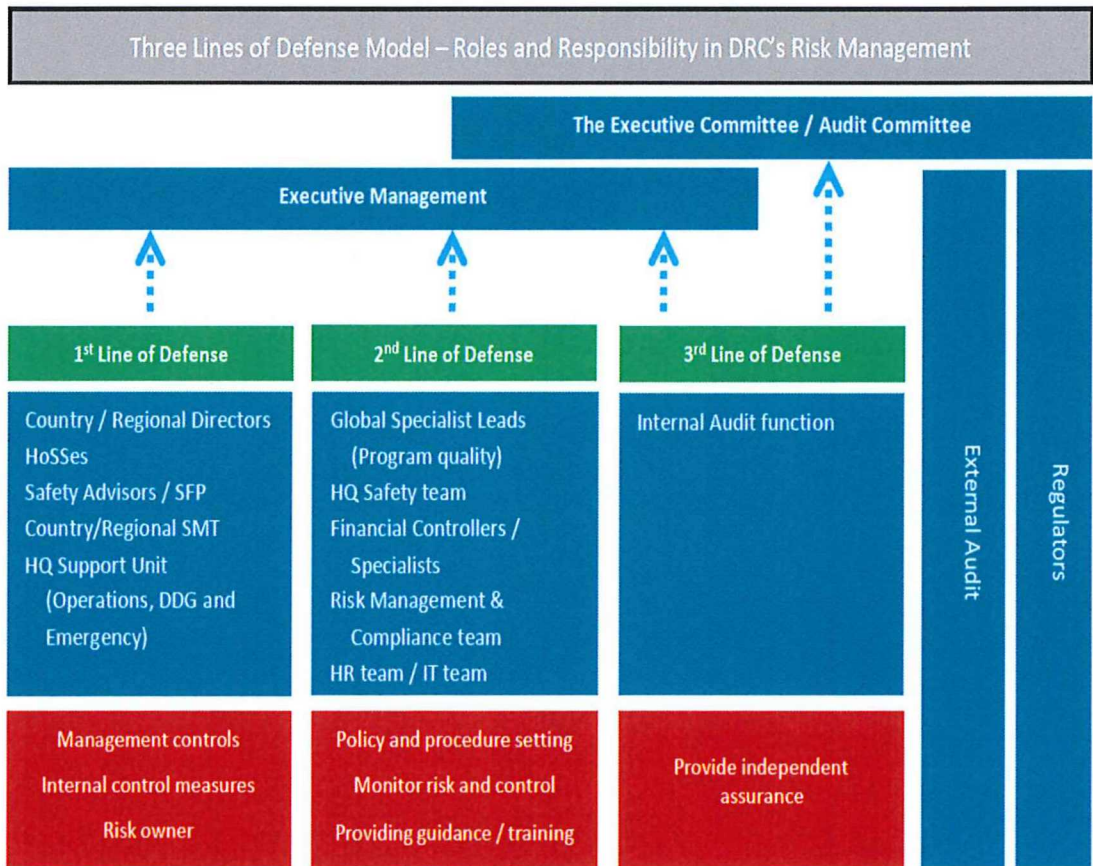 Three Lines of Defense Model – Roles and Responsibility in DRC's Risk Management
The Executive Committee / Audit Committee
Executive Management
1st Line of Defense
Country / Regional Directors
HoSSes
Safety Advisors / SFP
Country/Regional SMT
HQ Support Unit
(Operations, DDG and
Emergency)
Management controls
Internal control measures
Risk owner
2nd Line of Defense
Global Specialist Leads
(Program quality)
HQ Safety team
Financial Controllers /
Specialists
Risk Management &
Compliance team
HR team / IT team
Policy and procedure setting
Monitor risk and control
Providing guidance / training
3rd Line of Defense
Internal Audit function
Provide independent
assurance
External Audit
Regulators